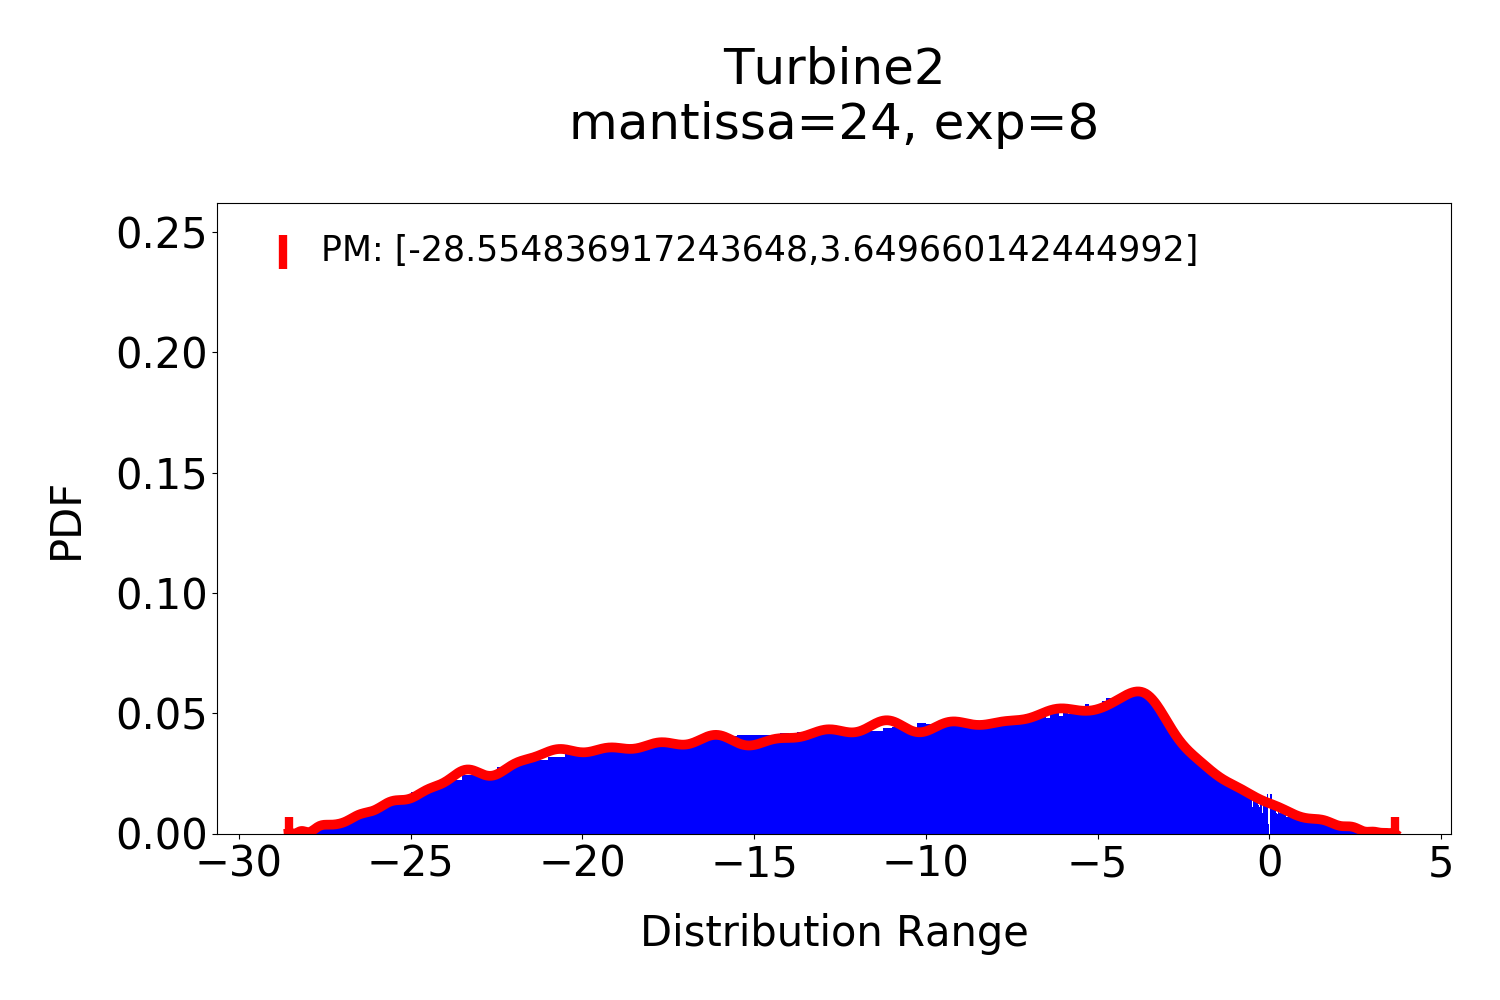 Turbine2
mantissa=24, exp=8
PM: [-28.554836917243648,3.649660142444992]
0.25
0.20
0.15
0.10
0.05
0.00
PDF
−30 −25 −20 −15 −10 −5 0 5
Distribution Range